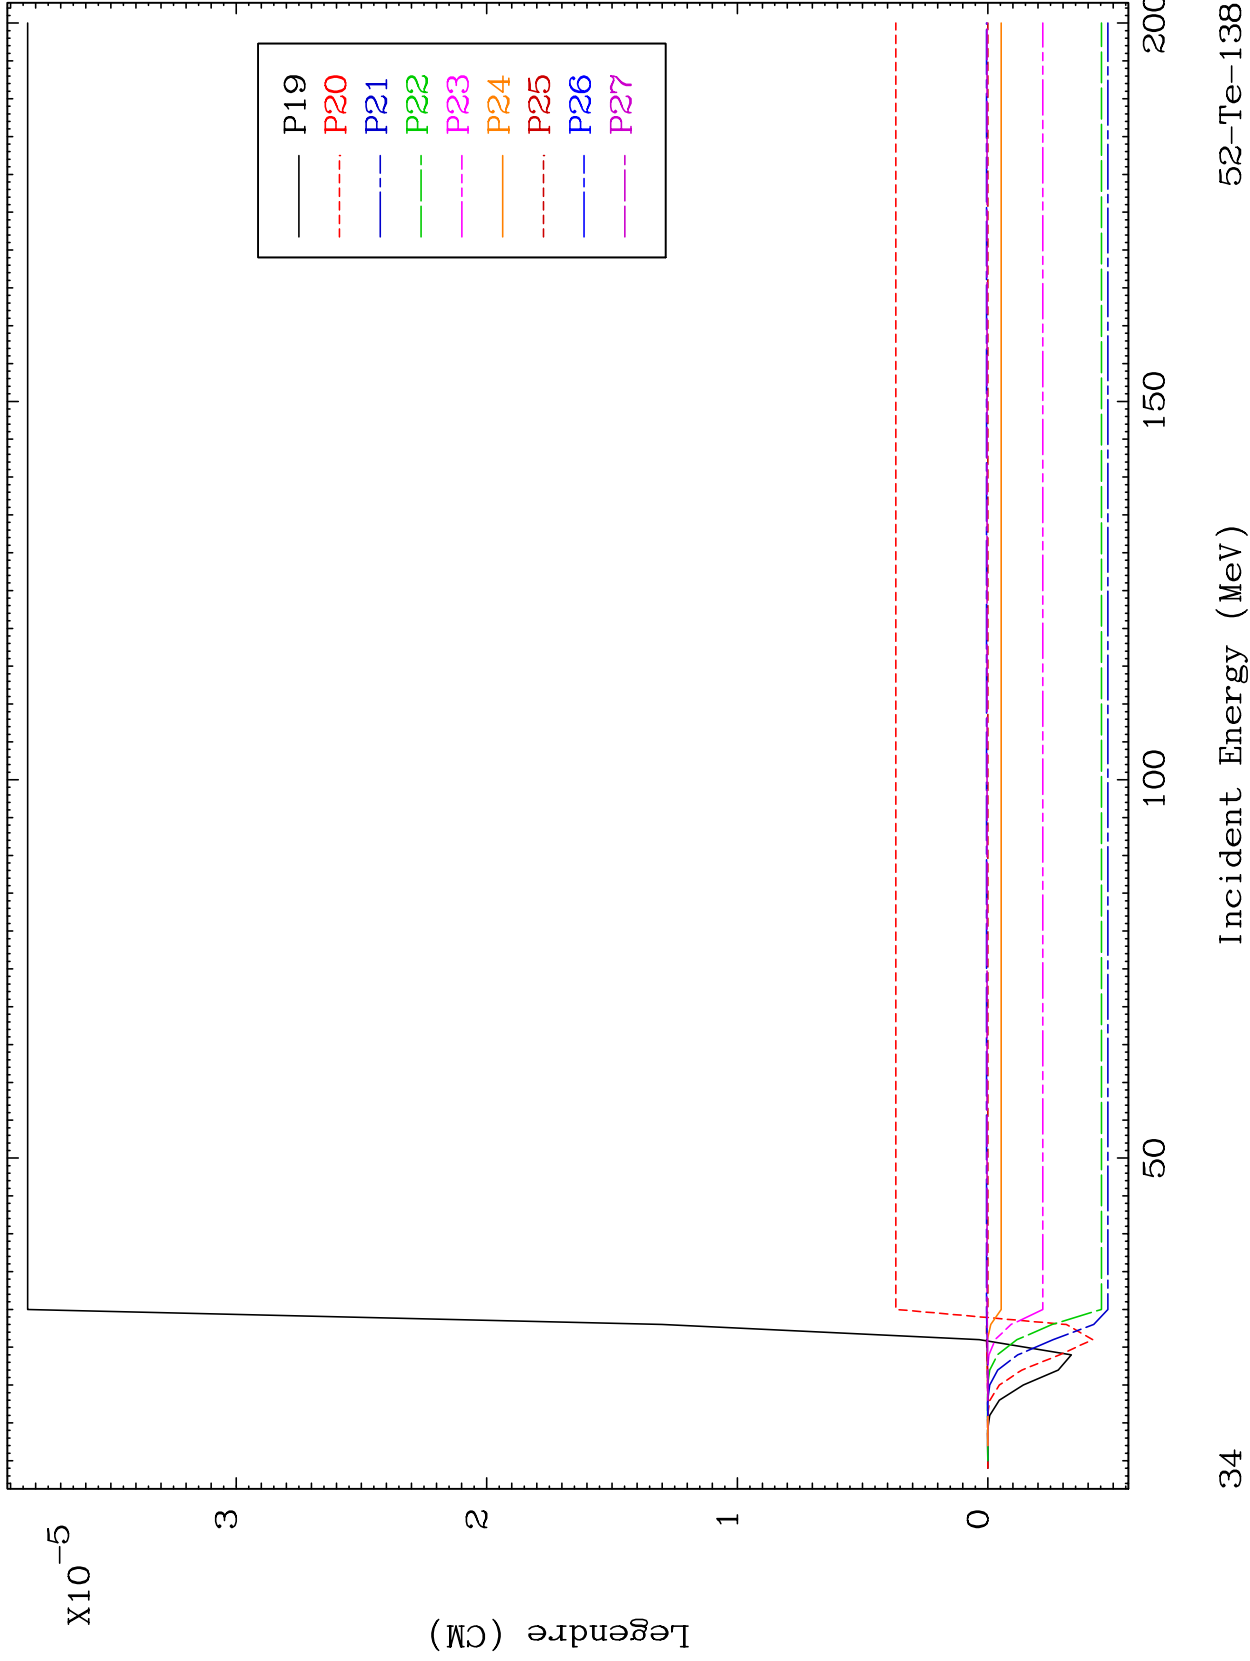 X10
-5
3
2
1
0
Legendre (CM)
P19
P20
P21
P22
P23
P24
P25
P26
P27
50
100
150
200
Incident Energy (MeV)
34
52-Te-138